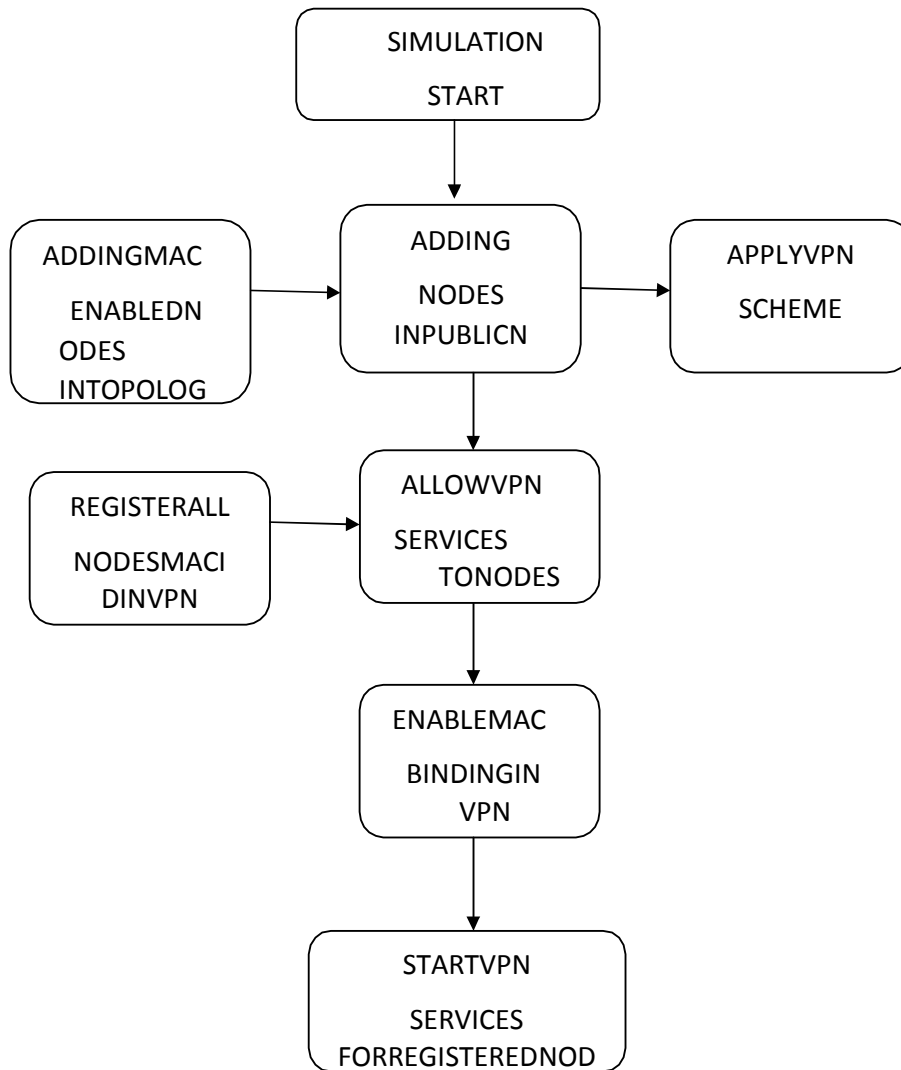 SIMULATION
START
ADDINGMAC
ENABLEDN
ODES
INTOPOLOG
ADDING
NODES
INPUBLICN
APPLYVPN
SCHEME
REGISTERALL
NODESMACI
DINVPN
ALLOWVPN
SERVICES
TONODES
ENABLEMAC
BINDINGIN
VPN
STARTVPN
SERVICES
FORREGISTEREDNOD